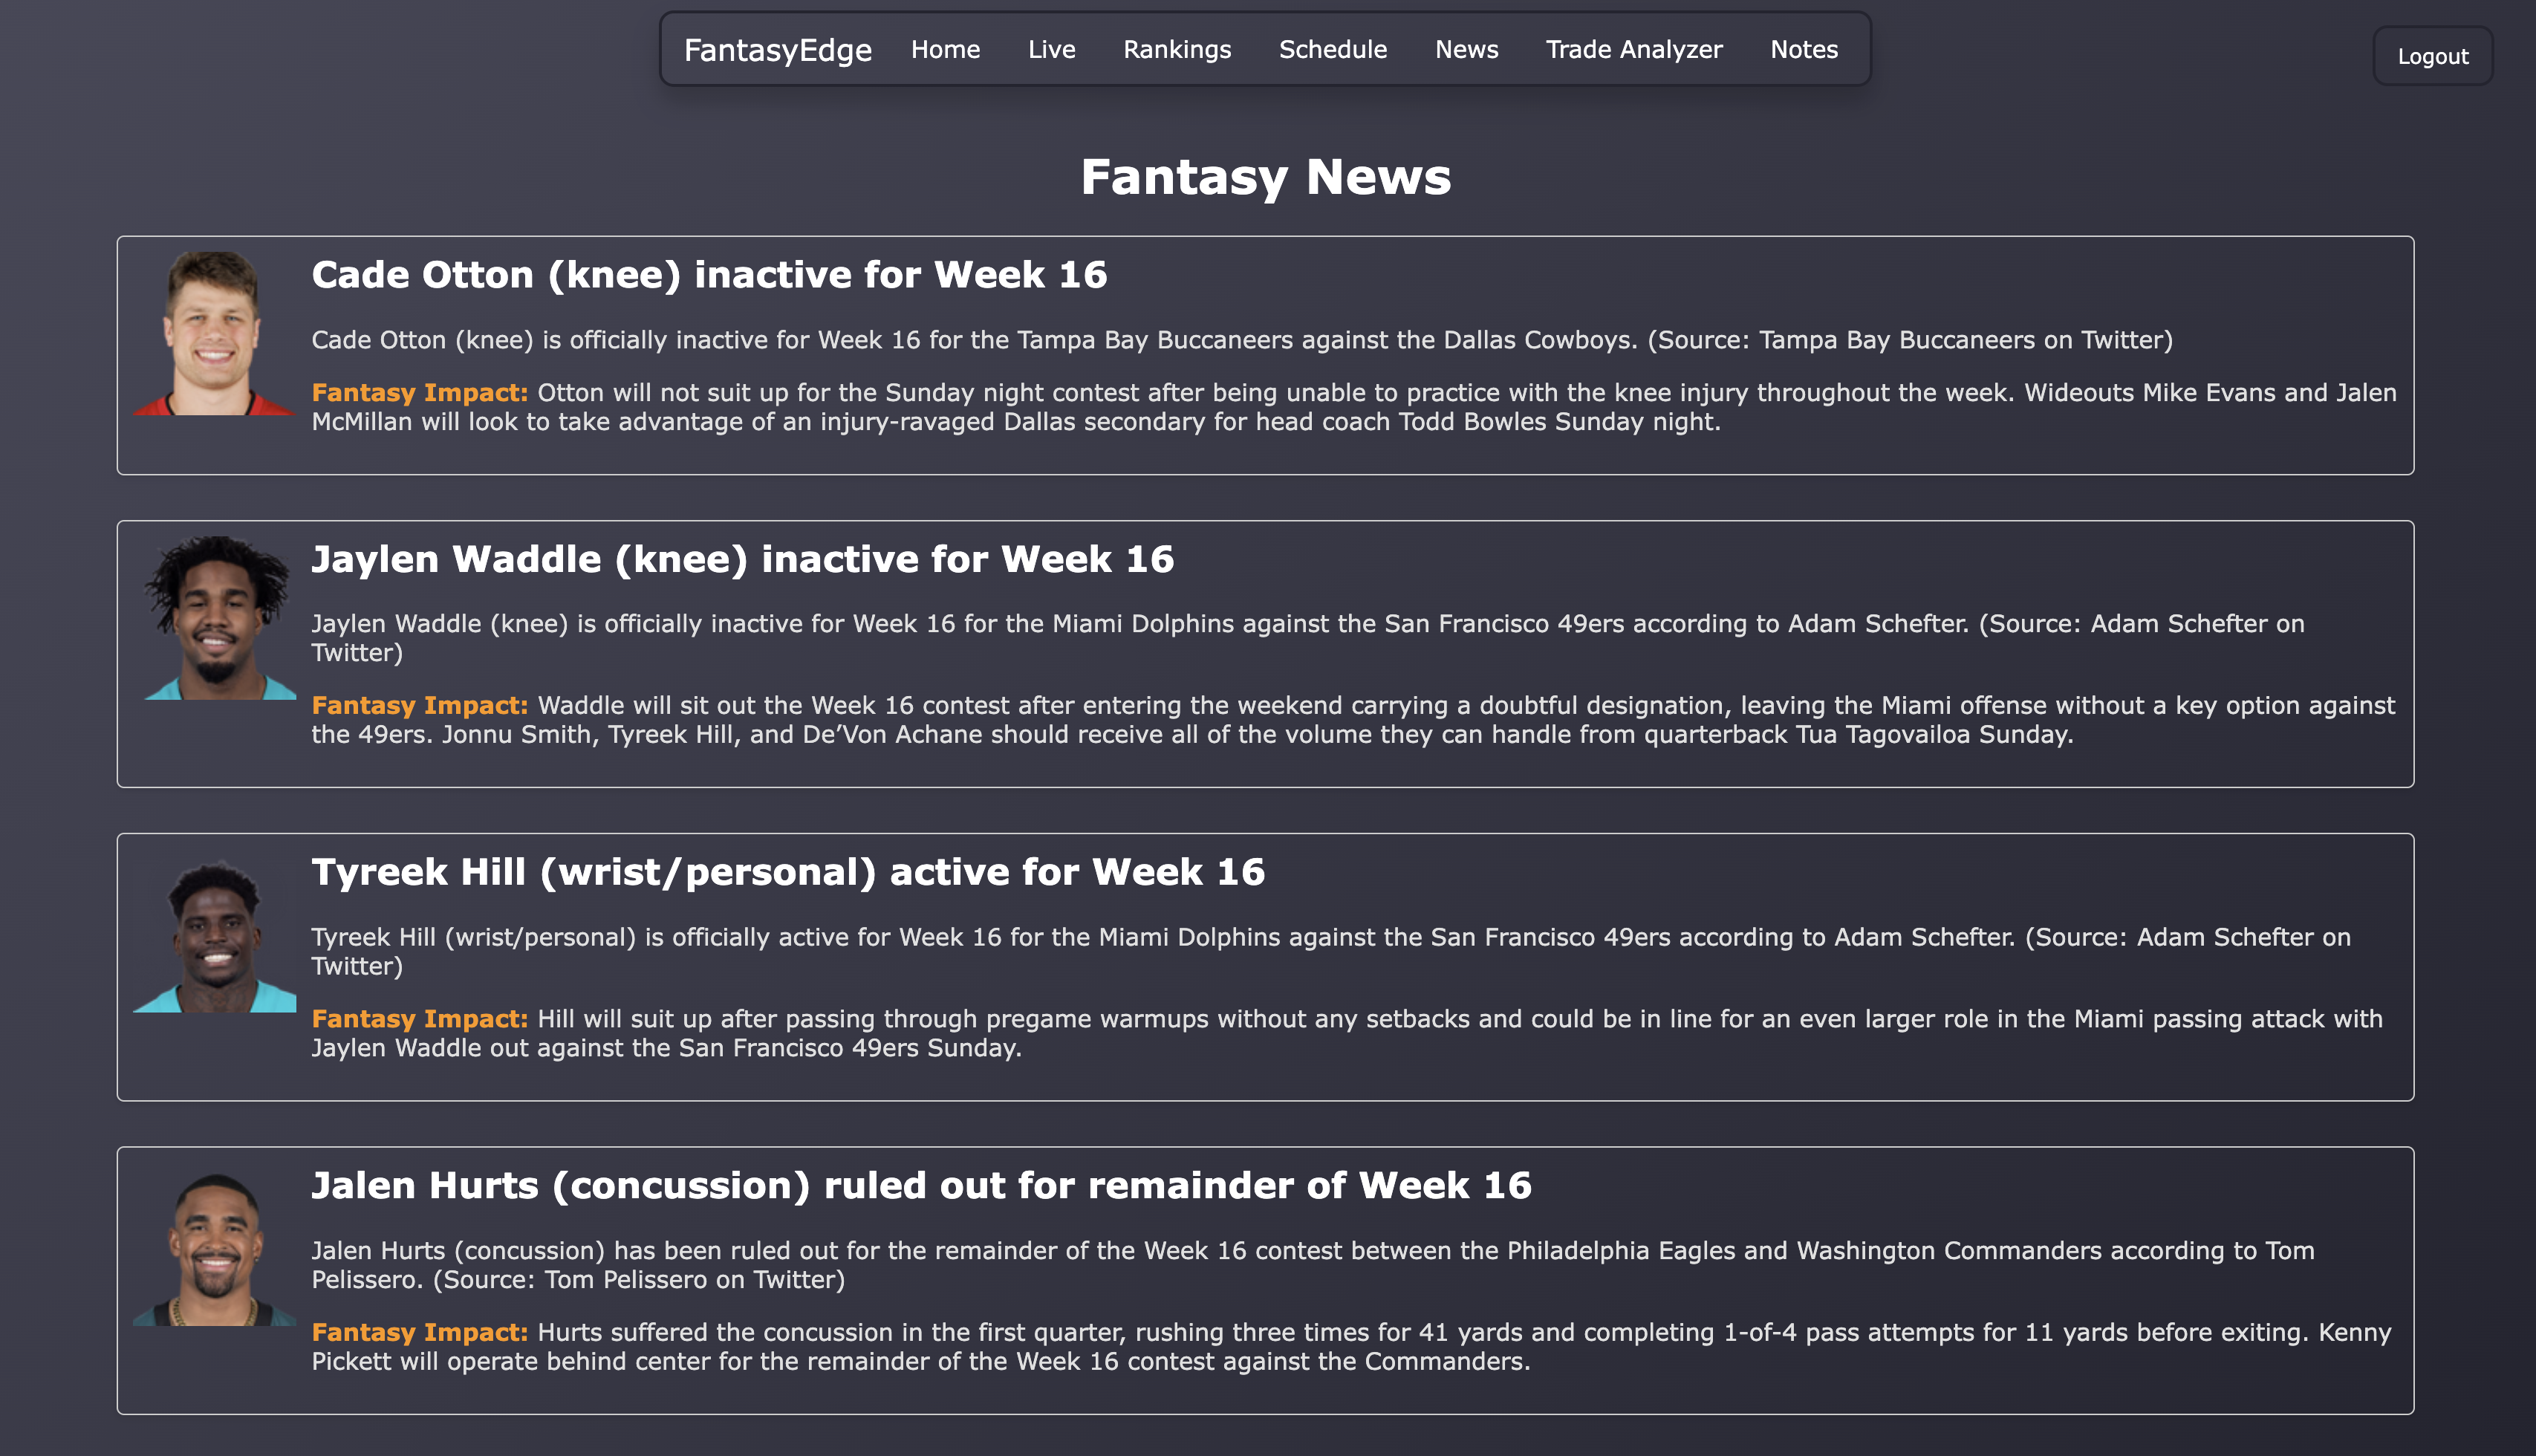 FantasyEdge Home Live Rankings Schedule News Trade Analyzer Notes
Logout
Fantasy News
Cade Otton (knee) inactive for Week 16
Cade Otton (knee) is officially inactive for Week 16 for the Tampa Bay Buccaneers against the Dallas Cowboys. (Source: Tampa Bay Buccaneers on Twitter)
Fantasy Impact: Otton will not suit up for the Sunday night contest after being unable to practice with the knee injury throughout the week. Wideouts Mike Evans and Jalen
McMillan will look to take advantage of an injury-ravaged Dallas secondary for head coach Todd Bowles Sunday night.
Jaylen Waddle (knee) inactive for Week 16
Jaylen Waddle (knee) is officially inactive for Week 16 for the Miami Dolphins against the San Francisco 49ers according to Adam Schefter. (Source: Adam Schefter on
Twitter)
Fantasy Impact: Waddle will sit out the Week 16 contest after entering the weekend carrying a doubtful designation, leaving the Miami offense without a key option against
the 49ers. Jonnu Smith, Tyreek Hill, and De’Von Achane should receive all of the volume they can handle from quarterback Tua Tagovailoa Sunday.
Tyreek Hill (wrist/personal) active for Week 16
Tyreek Hill (wrist/personal) is officially active for Week 16 for the Miami Dolphins against the San Francisco 49ers according to Adam Schefter. (Source: Adam Schefter on
Twitter)
Fantasy Impact: Hill will suit up after passing through pregame warmups without any setbacks and could be in line for an even larger role in the Miami passing attack with
Jaylen Waddle out against the San Francisco 49ers Sunday.
Jalen Hurts (concussion) ruled out for remainder of Week 16
Jalen Hurts (concussion) has been ruled out for the remainder of the Week 16 contest between the Philadelphia Eagles and Washington Commanders according to Tom
Pelissero. (Source: Tom Pelissero on Twitter)
Fantasy Impact: Hurts suffered the concussion in the first quarter, rushing three times for 41 yards and completing 1-of-4 pass attempts for 11 yards before exiting. Kenny
Pickett will operate behind center for the remainder of the Week 16 contest against the Commanders.